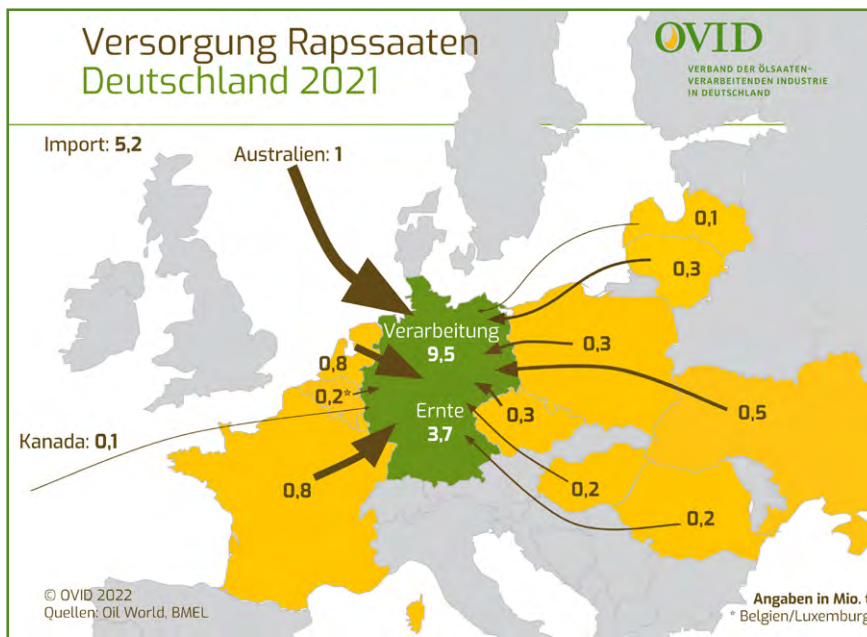 Versorgung Rapssaaten
Deutschland 2021
OVID
VERBAND DER ÖLSAATEN-
VERARBEITENDEN INDUSTRIE
IN DEUTSCHLAND
Import: 5,2
Australien: 1
0,1
0,3
Verarbeitung
9,5
0,3
0,8
0,2*
Ernte
3,7
0,3
0,5
Kanada: 0,1
0,8
0,2
0,2
© OVID 2022
Quellen: Oil World, BMEL
Angaben in Mio. t
* Belgien/Luxemburg